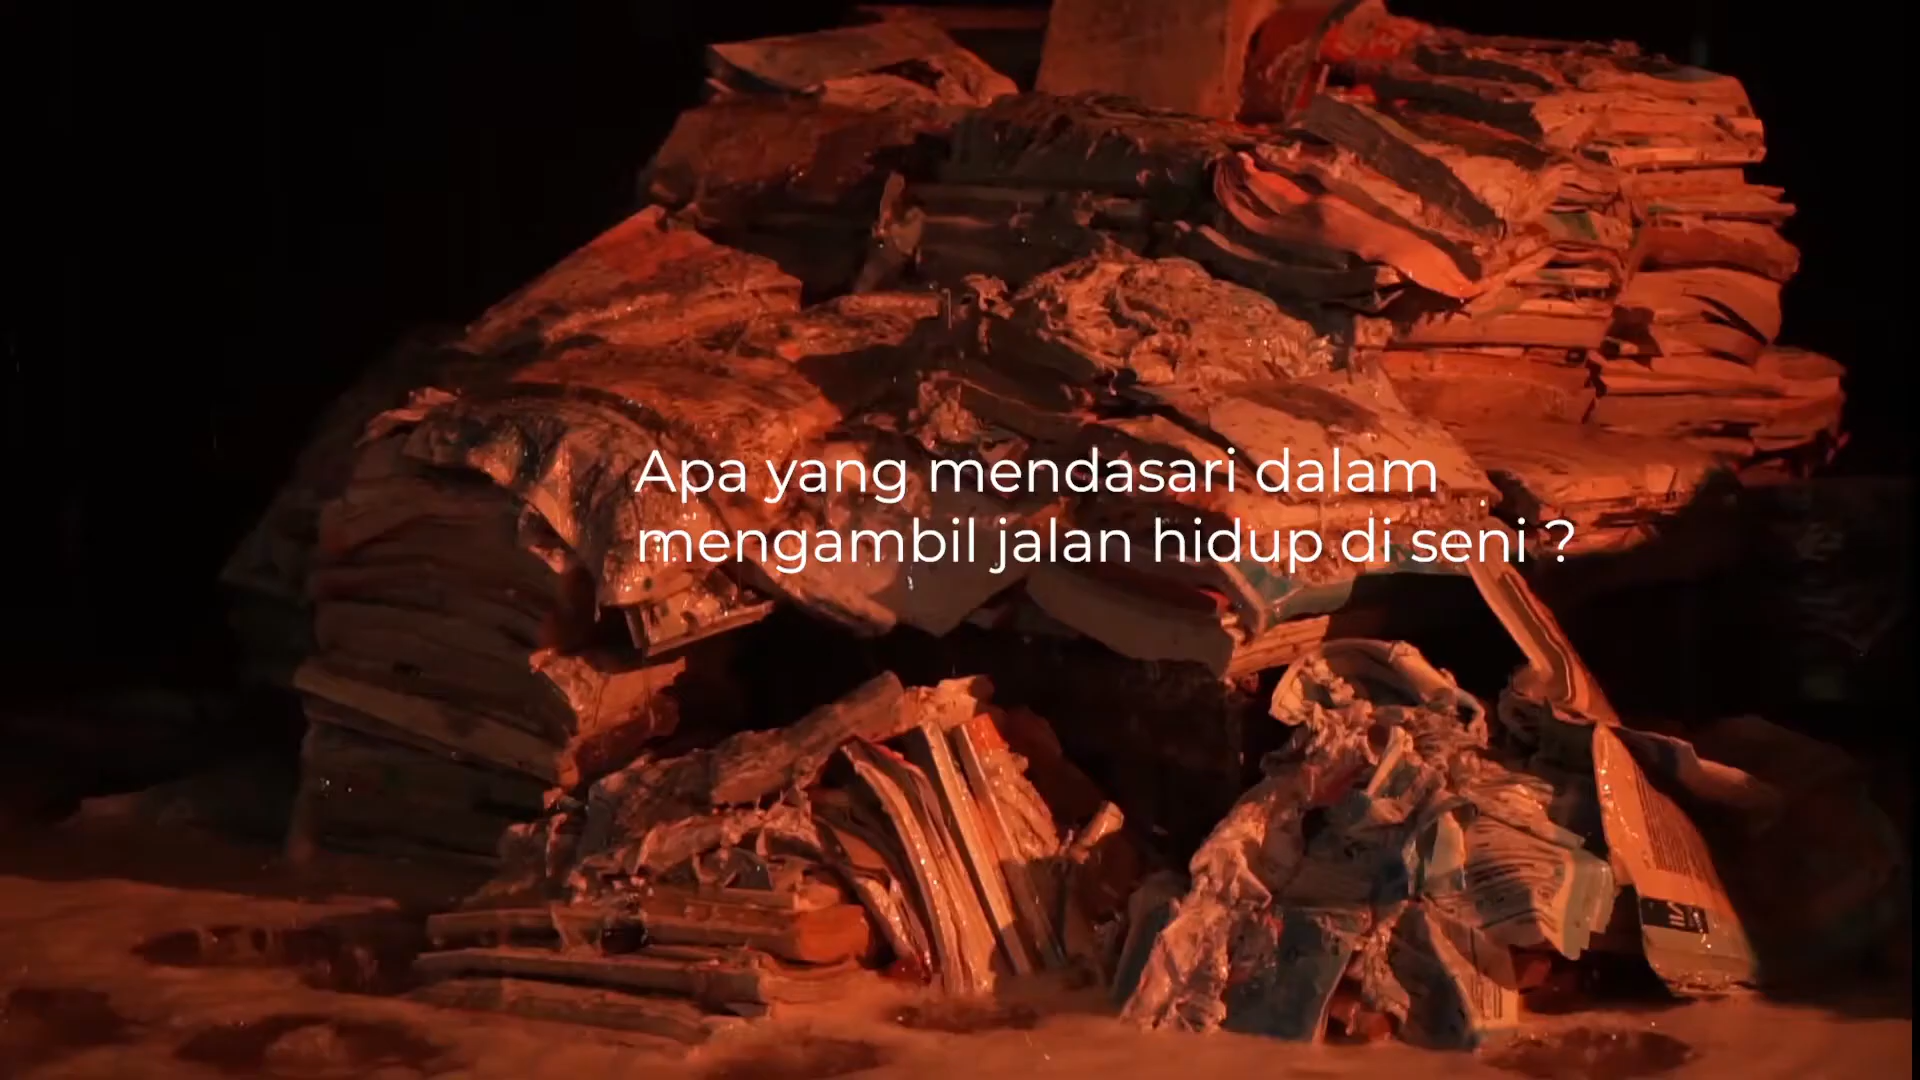 Apa yang mendasari dalam
mengambil jalan hidup di seni ?